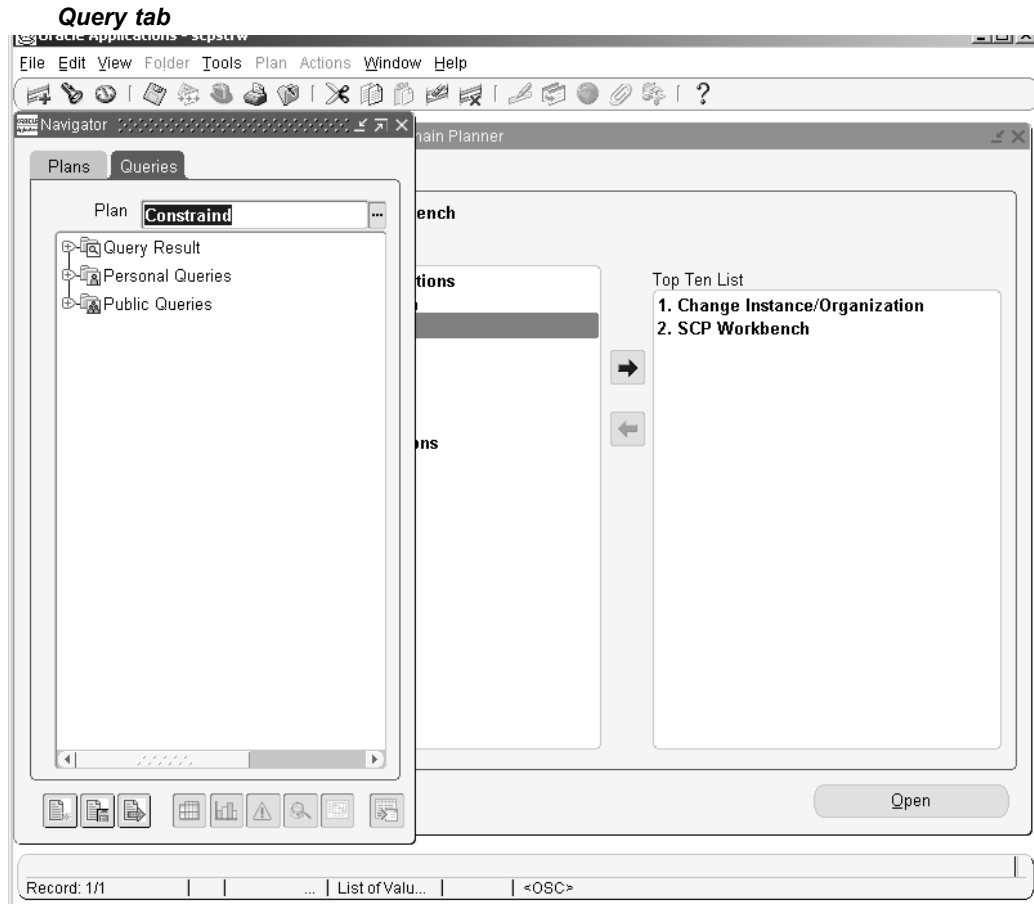 Query tab
Oracle Applications - scpstrw
File Edit View Folder Tools Plan Actions Window Help
Navigator
hain Planner
Plans Queries
Plan Constraind ...
ench
Query Result
Personal Queries
Public Queries
tions
ons
Top Ten List
1. Change Instance/Organization
2. SCP Workbench
Open
Record: 1/1 ... List of Valu... <OSC>